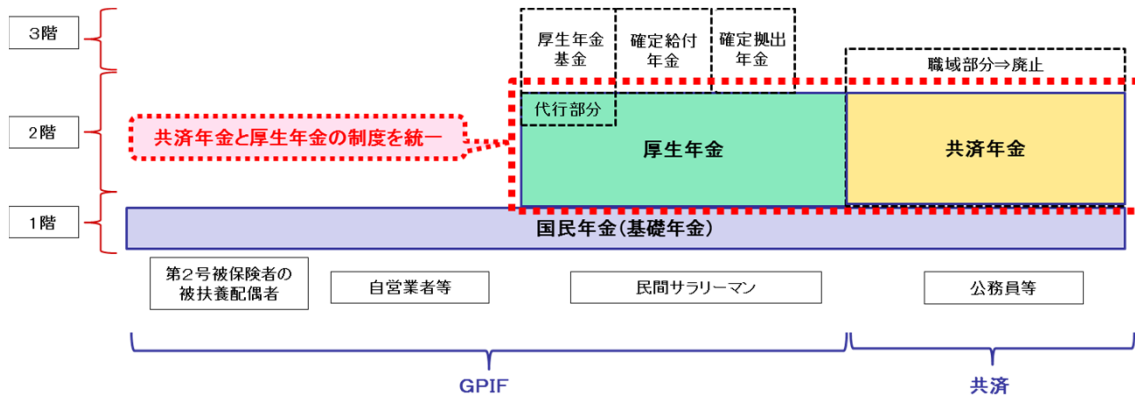 3階
厚生年金
基金
確定給付
年金
確定拠出
年金
職域部分⇒廃止
代行部分
2階
共済年金と厚生年金の制度を統一
厚生年金
共済年金
1階
国民年金(基礎年金)
第2号被保険者の
被扶養配偶者
自営業者等
民間サラリーマン
公務員等
GPIF
共済